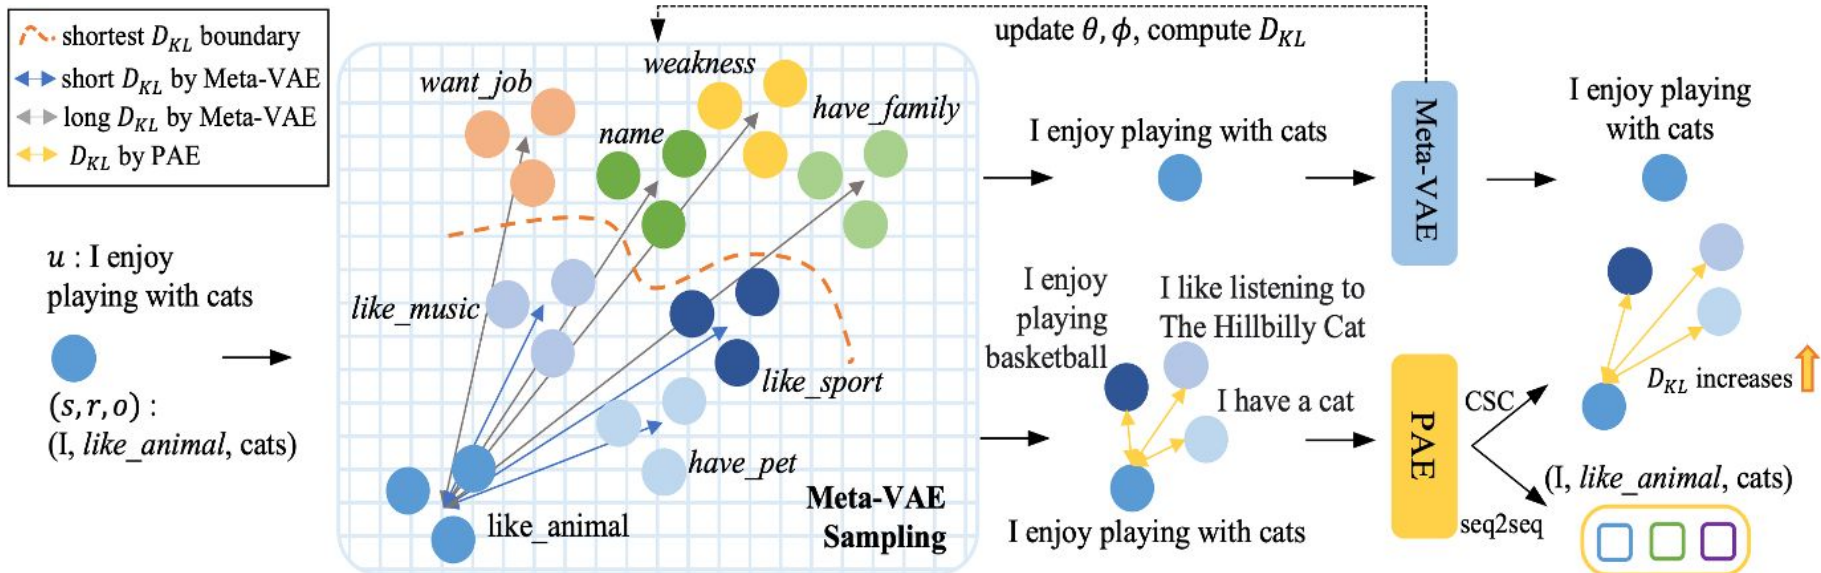 shortest D_KL boundary
short D_KL by Meta-VAE
long D_KL by Meta-VAE
D_KL by PAE
u : I enjoy
playing with cats
(s, r, o) :
(I, like_animal, cats)
want_job
weakness
name
have_family
like_music
like_sport
have_pet
like_animal
Meta-VAE
Sampling
update θ, ϕ, compute D_KL
I enjoy playing with cats
Meta-VAE
I enjoy playing
with cats
I enjoy
playing
basketball
I like listening to
The Hillbilly Cat
I have a cat
I enjoy playing with cats
PAE
CSC
seq2seq
D_KL increases
(I, like_animal, cats)